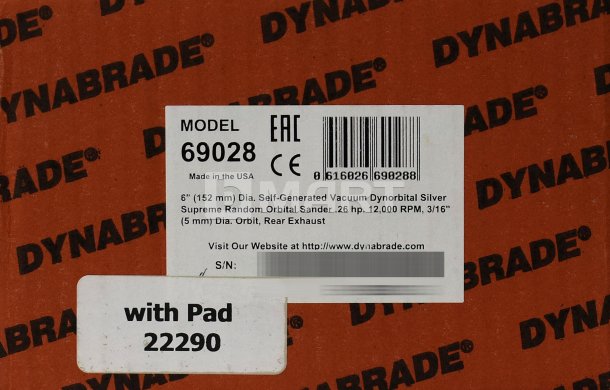 DYNABRADE®
DYNABRADE®
DYNABRADE®
DYNABRADE®
MODEL
69028
Made in the USA
EAC
CE
0 616026 690288
6" (152 mm) Dia. Self-Generated Vacuum Dynorbital Silver
Supreme Random Orbital Sander .26 hp. 12,000 RPM, 3/16"
(5 mm) Dia. Orbit, Rear Exhaust
Visit Our Website at http://www.dynabrade.com
S/N:
DYNABRADE®
DYNABRADE
with Pad
22290
DYNABRADE®
DYNABRADE